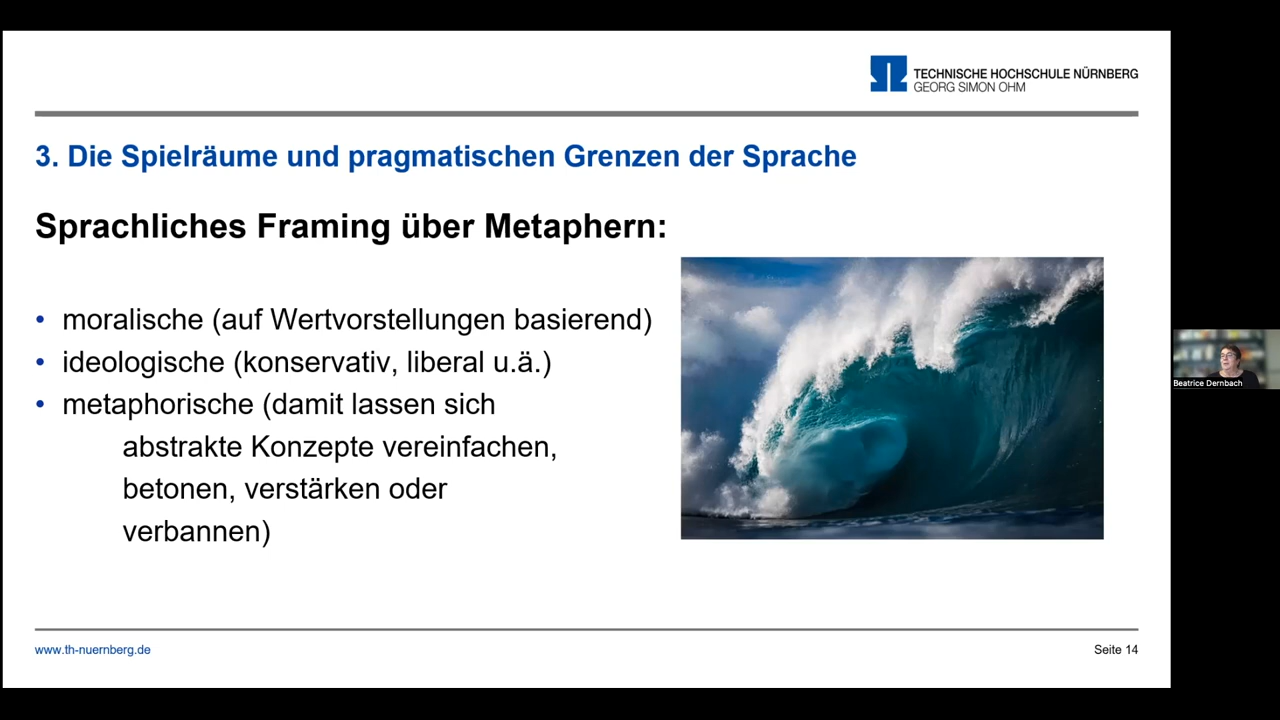 TECHNISCHE HOCHSCHULE NÜRNBERG
GEORG SIMON OHM
3. Die Spielräume und pragmatischen Grenzen der Sprache
Sprachliches Framing über Metaphern:
• moralische (auf Wertvorstellungen basierend)
• ideologische (konservativ, liberal u.ä.)
• metaphorische (damit lassen sich
abstrakte Konzepte vereinfachen,
betonen, verstärken oder
verbannen)
Beatrice Dernbach
www.th-nuernberg.de
Seite 14